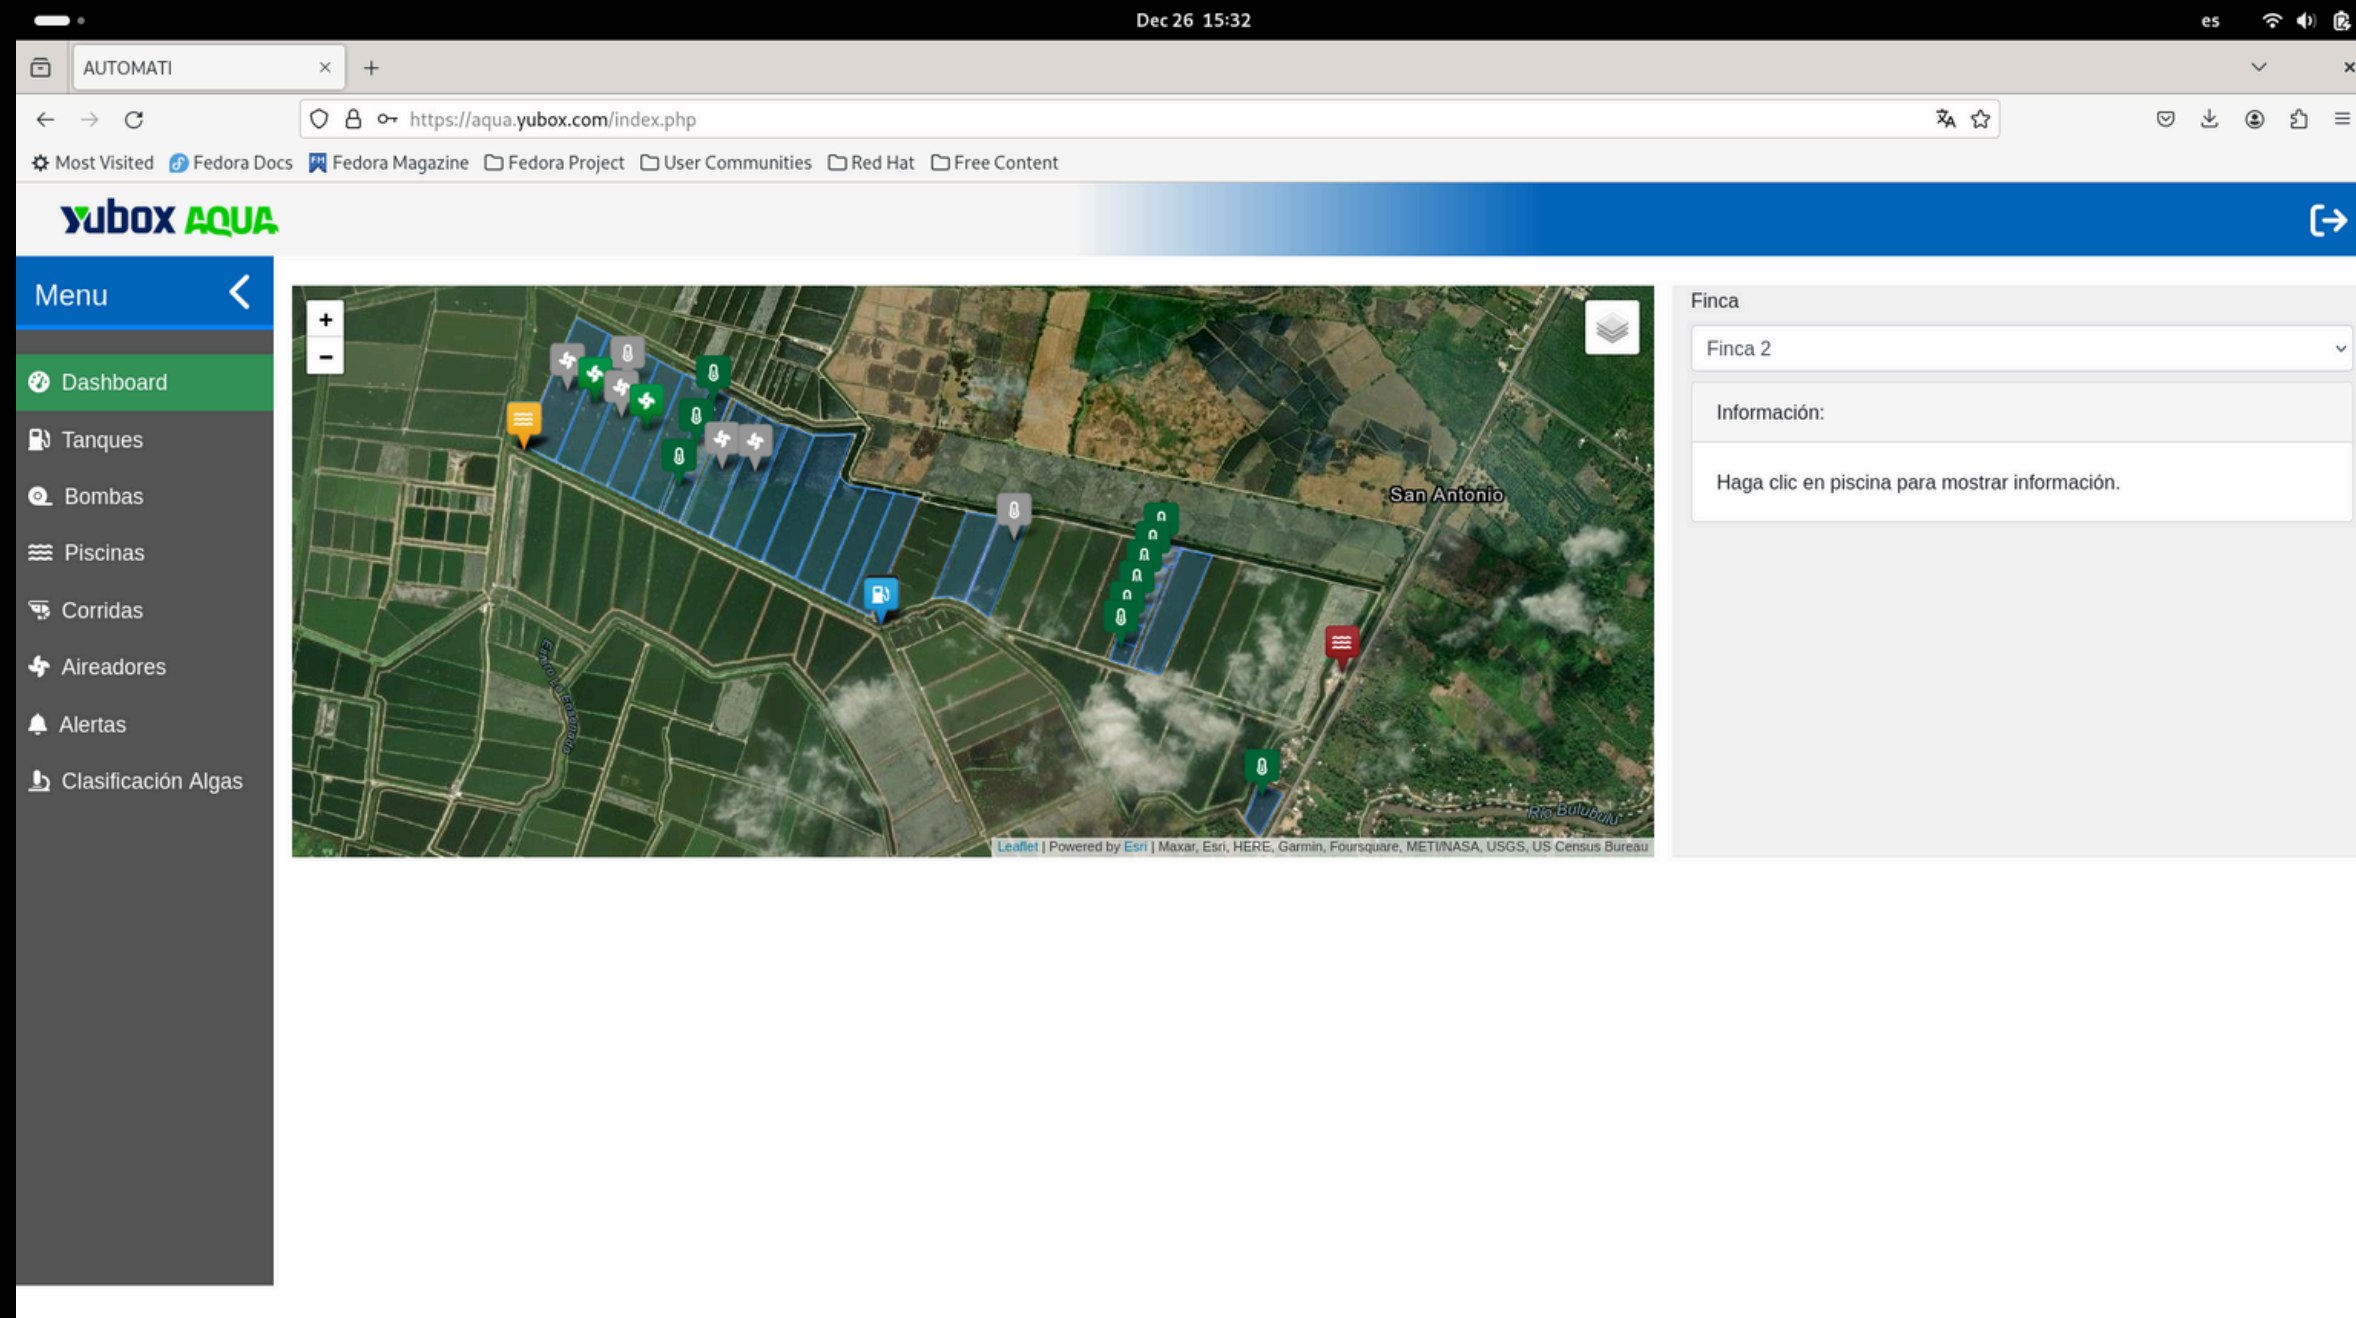 Dec 26 15:32
es
AUTOMATI
https://aqua.yubox.com/index.php
Most Visited Fedora Docs Fedora Magazine Fedora Project User Communities Red Hat Free Content
yubox AQUA
Menu
Dashboard
Tanques
Bombas
Piscinas
Corridas
Aireadores
Alertas
Clasificación Algas
+
−
San Antonio
Río Bulubulu
Leaflet | Powered by Esri | Maxar, Esri, HERE, Garmin, Foursquare, METI/NASA, USGS, US Census Bureau
Finca
Finca 2
Información:
Haga clic en piscina para mostrar información.